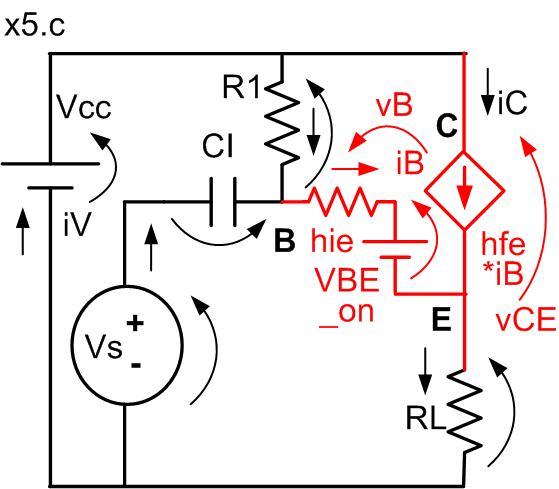 x5.c
Vcc
R1
vB
iC
C
CI
iB
iV
B
hie
hfe
*iB
VBE
_on
E
vCE
+
Vs
-
RL